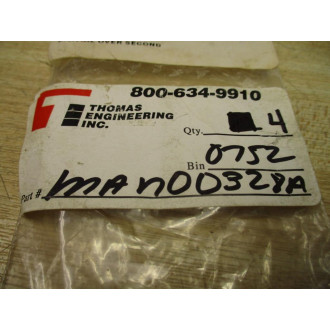 OVER SECOND
800-634-9910
THOMAS
ENGINEERING
INC.
Qty. 4
Bin 0752
Part # MAN00328A